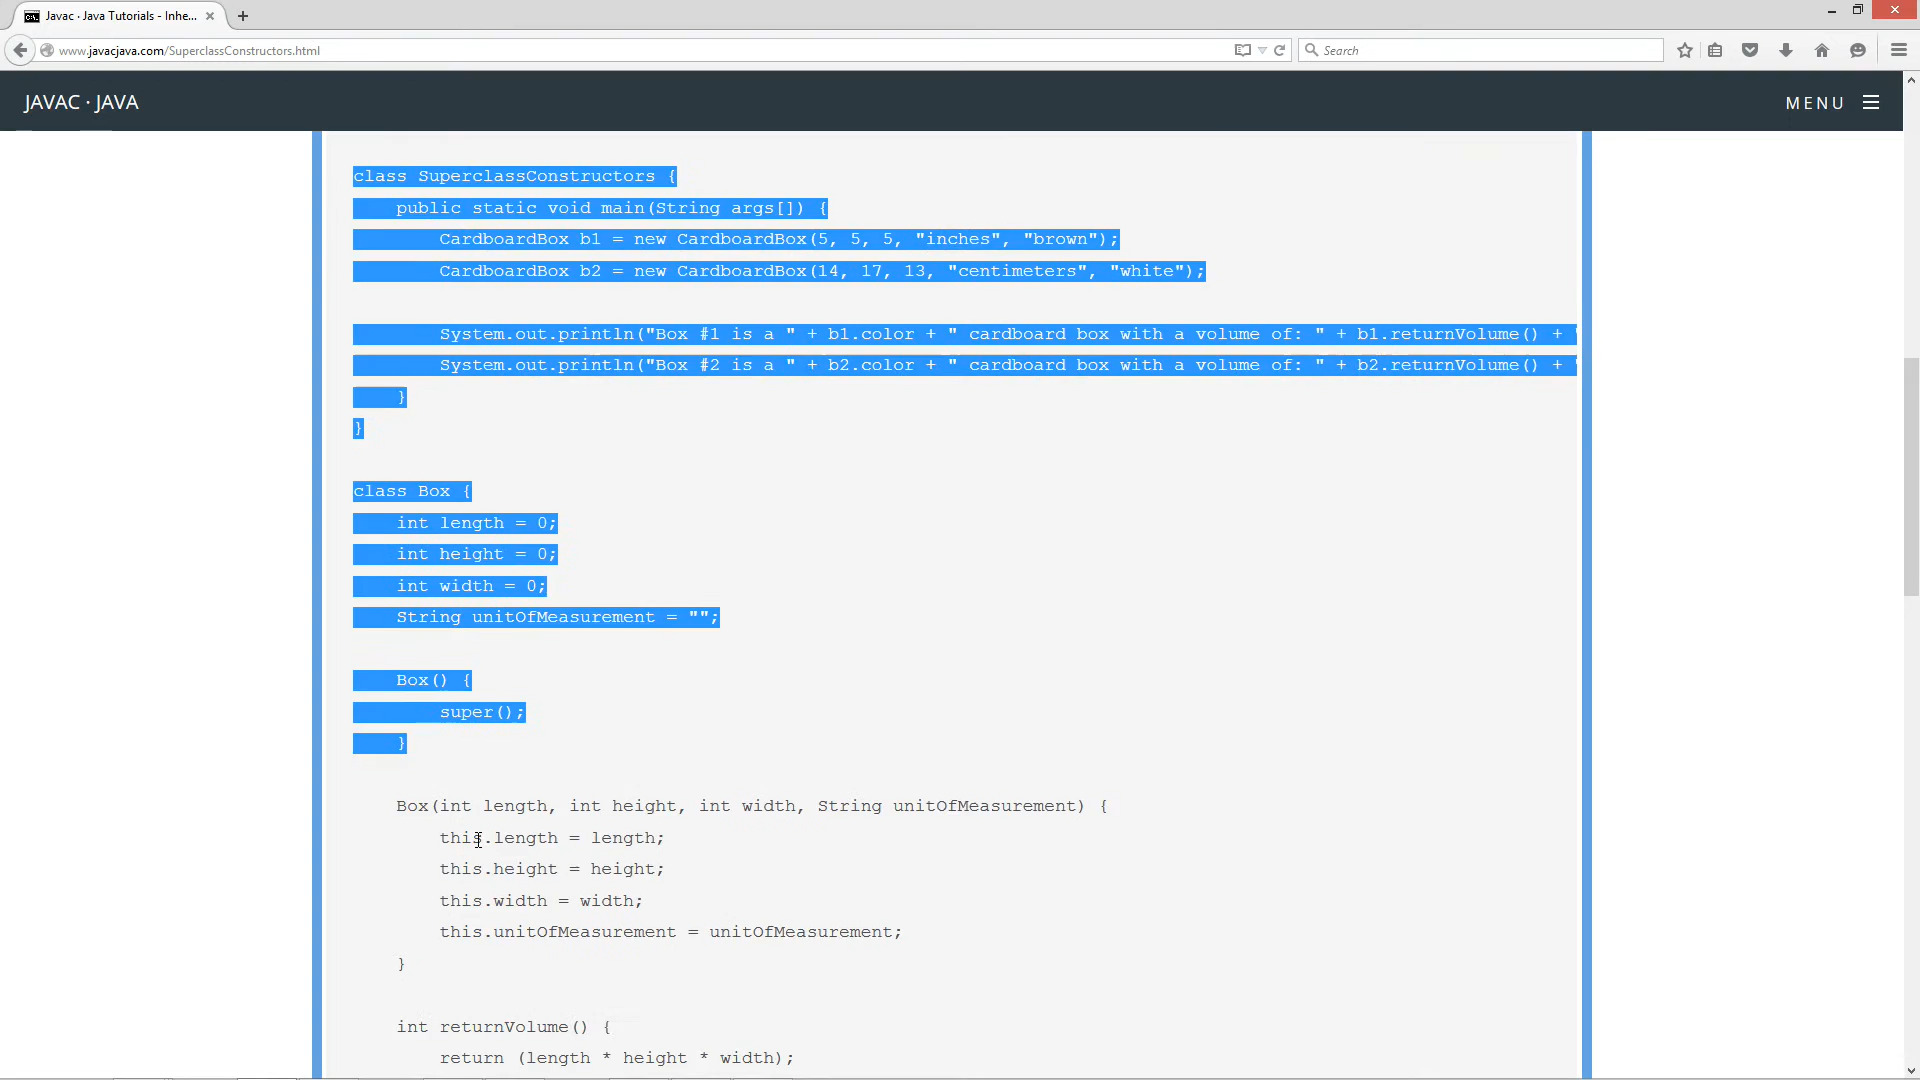 Javac · Java Tutorials - Inhe...
www.javacjava.com/SuperclassConstructors.html
Search
JAVAC · JAVA
MENU
class SuperclassConstructors {
    public static void main(String args[]) {
        CardboardBox b1 = new CardboardBox(5, 5, 5, "inches", "brown");
        CardboardBox b2 = new CardboardBox(14, 17, 13, "centimeters", "white");
        System.out.println("Box #1 is a " + b1.color + " cardboard box with a volume of: " + b1.returnVolume() + "
        System.out.println("Box #2 is a " + b2.color + " cardboard box with a volume of: " + b2.returnVolume() + "
    }
}
class Box {
    int length = 0;
    int height = 0;
    int width = 0;
    String unitOfMeasurement = "";
    Box() {
        super();
    }
    Box(int length, int height, int width, String unitOfMeasurement) {
        this.length = length;
        this.height = height;
        this.width = width;
        this.unitOfMeasurement = unitOfMeasurement;
    }
    int returnVolume() {
        return (length * height * width);